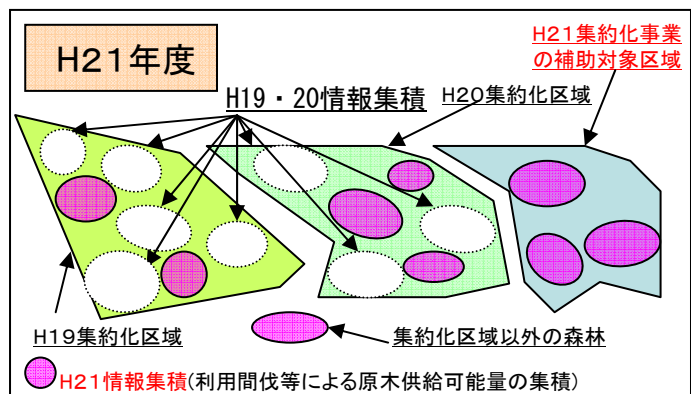 H21年度
H21集約化事業
の補助対象区域
H19・20情報集積
H20集約化区域
H19集約化区域
集約化区域以外の森林
H21情報集積(利用間伐等による原木供給可能量の集積)